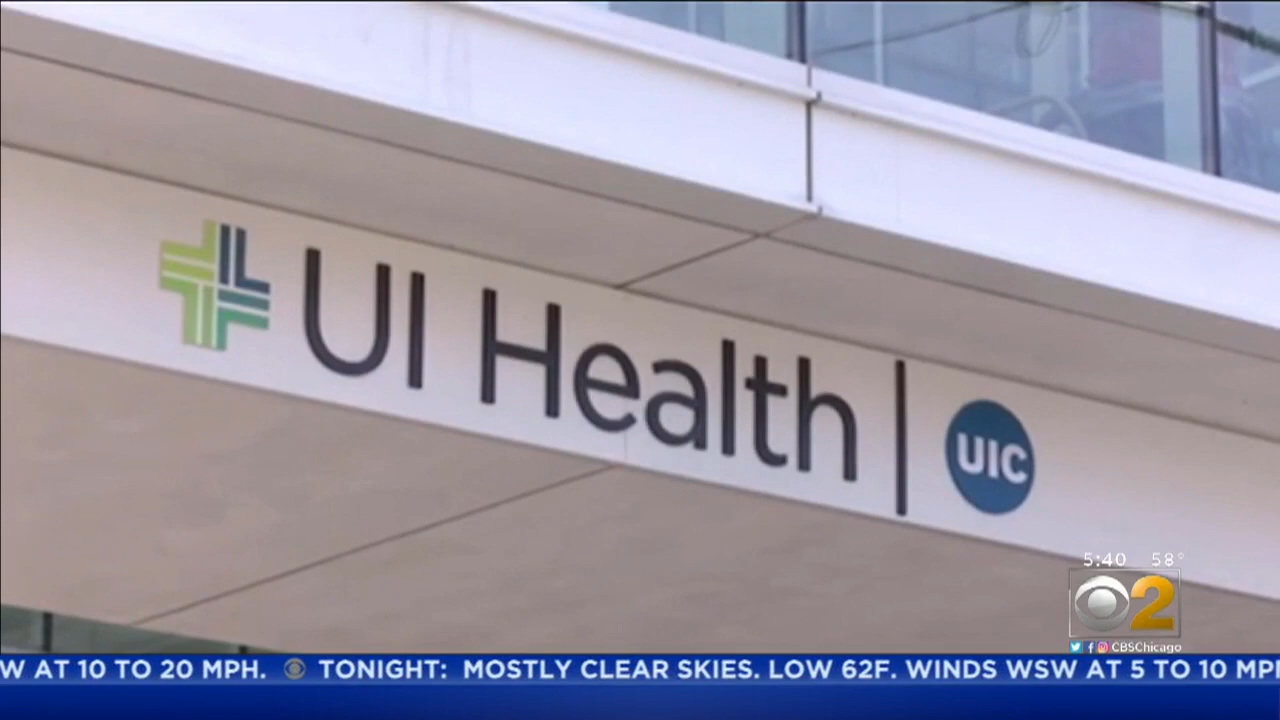 UI Health | UIC
5:40 58°
2
CBSChicago
W AT 10 TO 20 MPH. TONIGHT: MOSTLY CLEAR SKIES. LOW 62F. WINDS WSW AT 5 TO 10 MPH